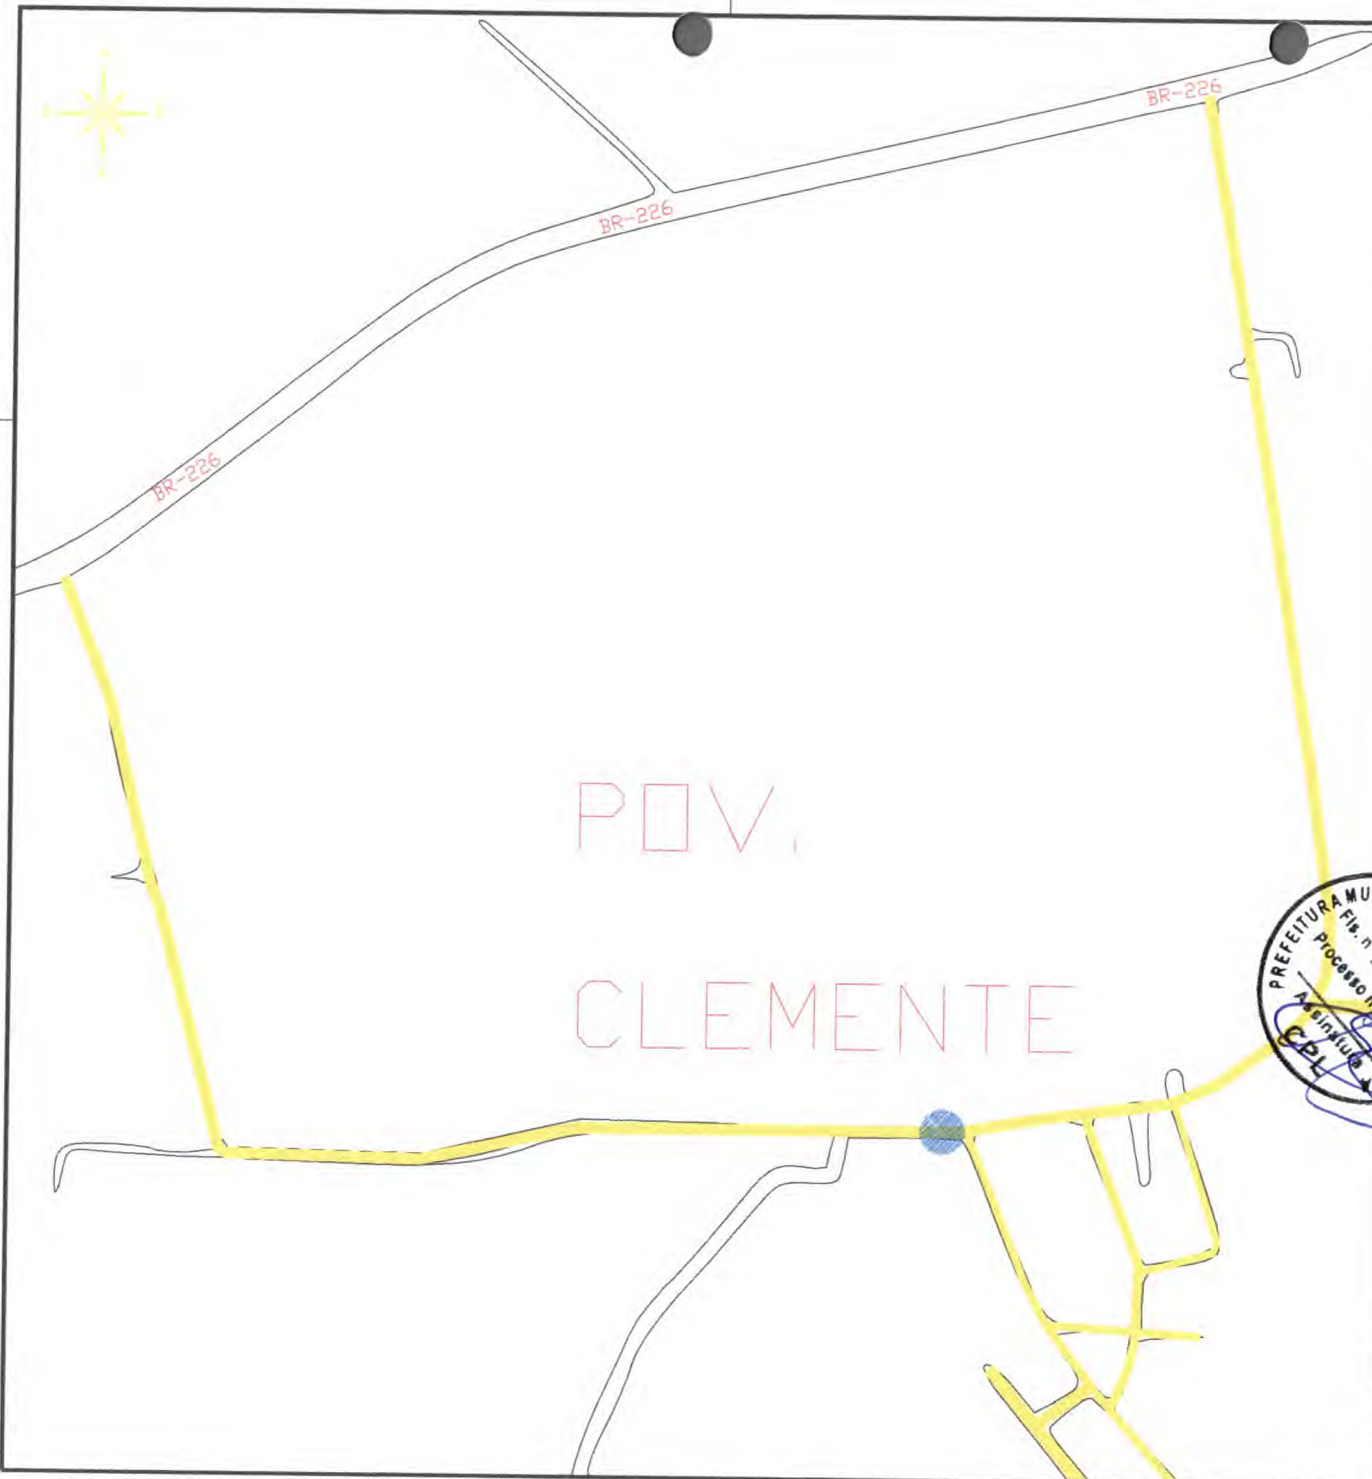 BR-226
BR-226
BR-226
POV.
CLEMENTE
PREFEITURA MU
Fls. n
Processo n
Assinatura
CPL